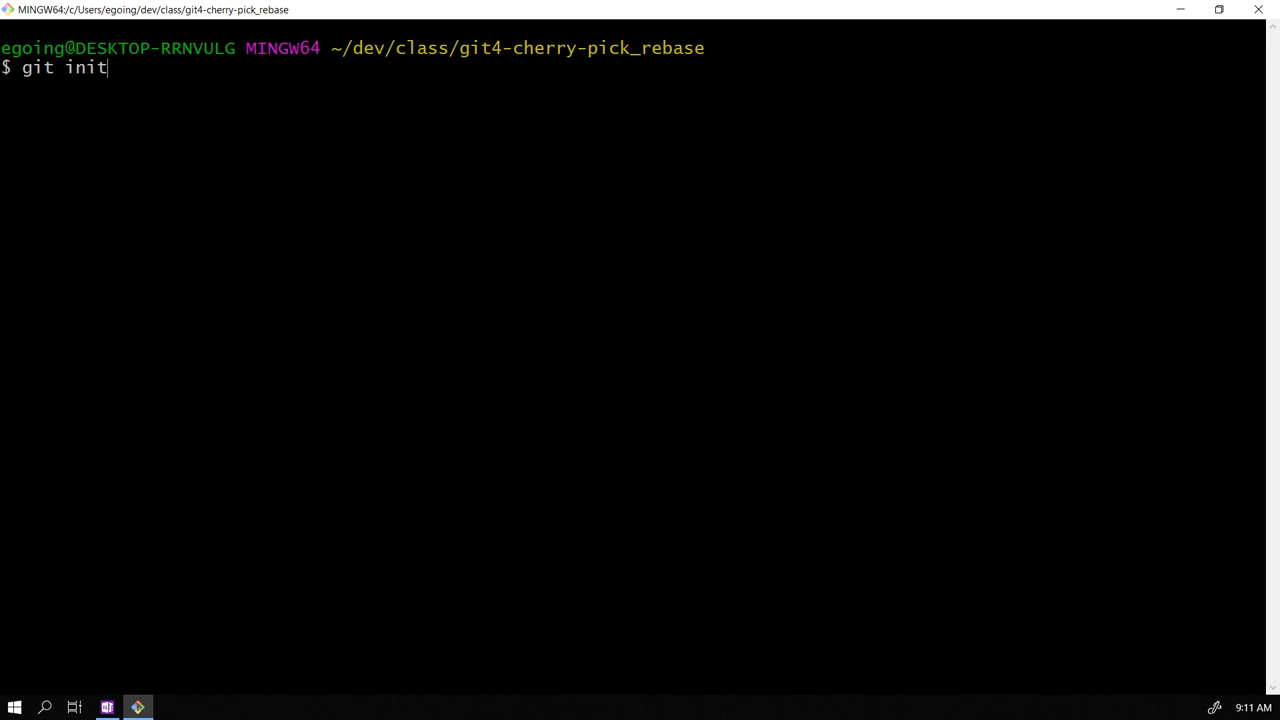 MINGW64:/c/Users/egoing/dev/class/git4-cherry-pick_rebase
egoing@DESKTOP-RRNVULG MINGW64 ~/dev/class/git4-cherry-pick_rebase
$ git init
9:11 AM